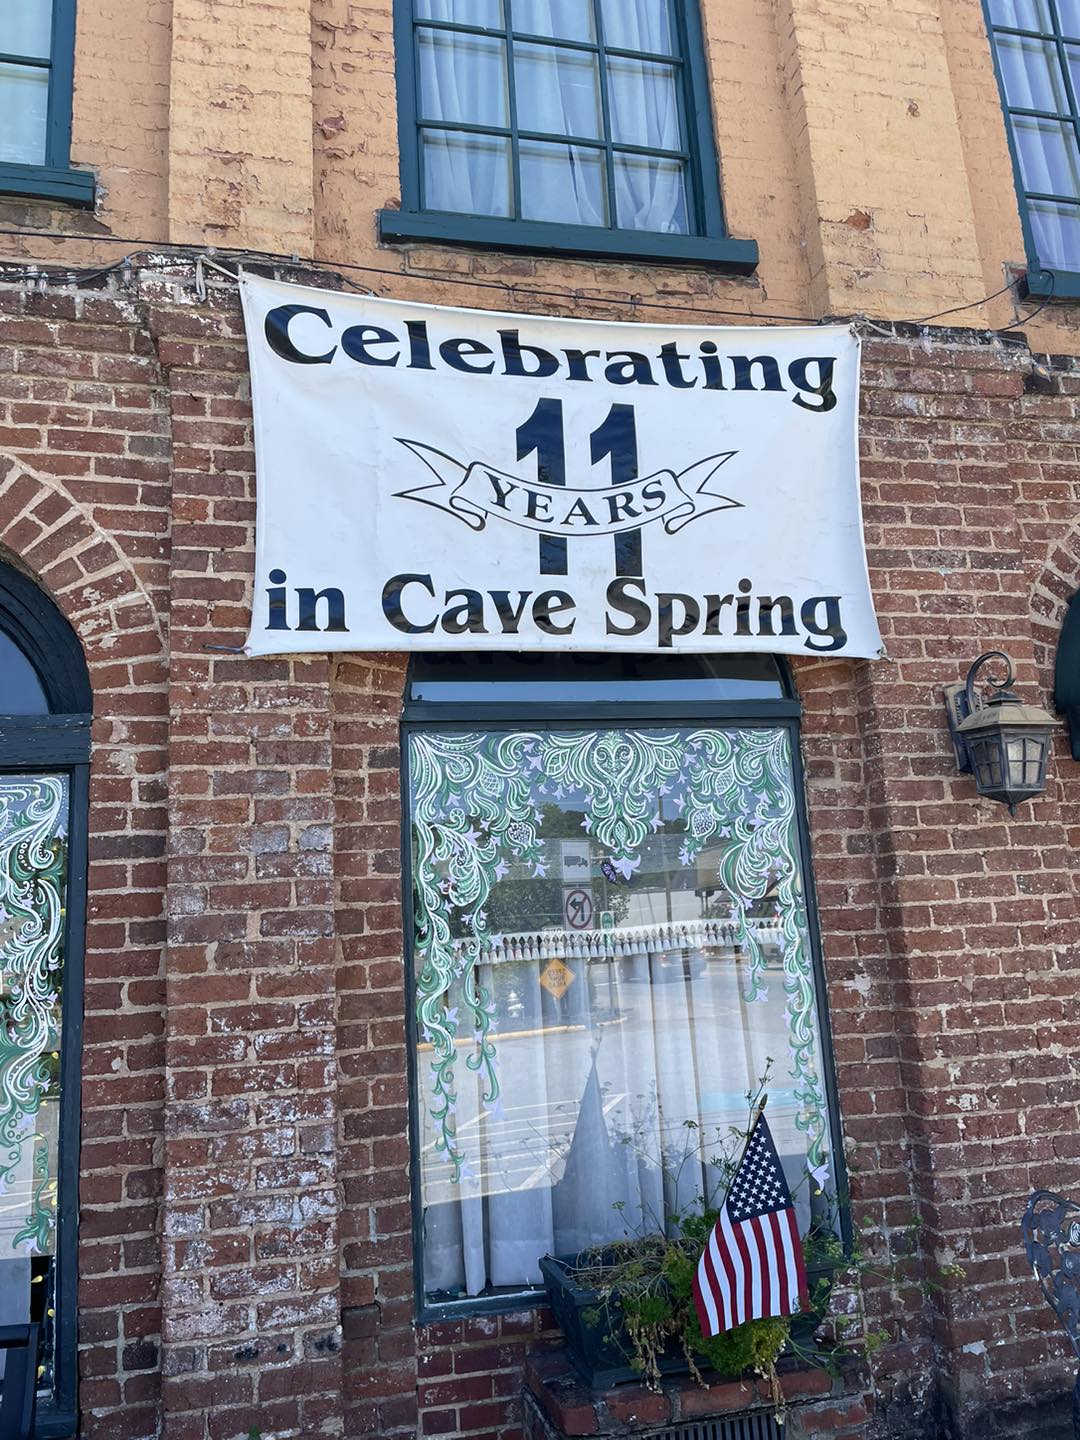 Celebrating
11
YEARS
in Cave Spring